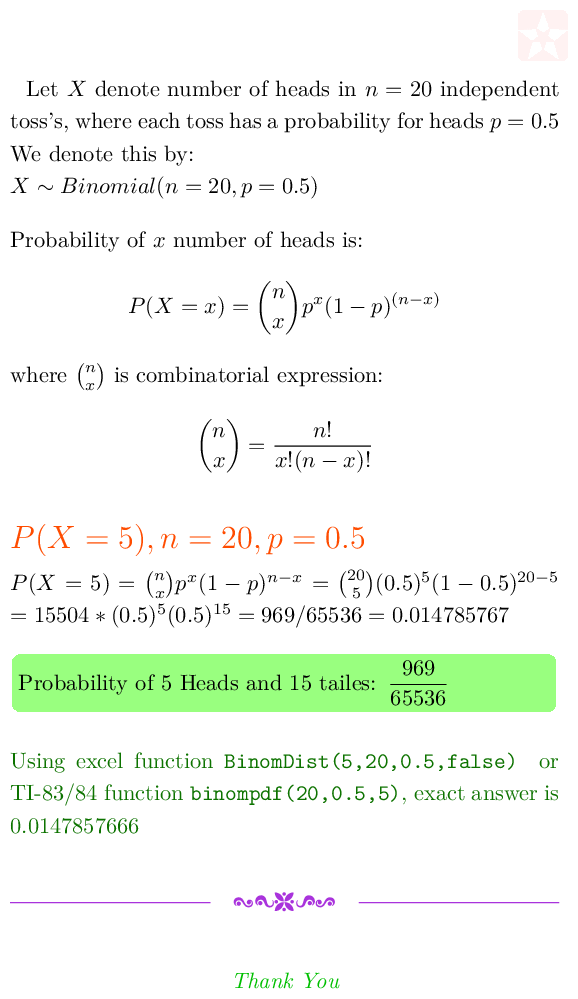 Let X denote number of heads in n = 20 independent
toss's, where each toss has a probability for heads p = 0.5
We denote this by:
X ∼ Binomial(n = 20, p = 0.5)
Probability of x number of heads is:
P(X = x) = \binom{n}{x} p^x (1 − p)^{(n−x)}
where \binom{n}{x} is combinatorial expression:
\binom{n}{x} = \frac{n!}{x!(n − x)!}
P(X = 5), n = 20, p = 0.5
P(X = 5) = \binom{n}{x} p^x (1 − p)^{n−x} = \binom{20}{5} (0.5)^5 (1 − 0.5)^{20−5}
= 15504 ∗ (0.5)^5 (0.5)^{15} = 969/65536 = 0.014785767
Probability of 5 Heads and 15 tailes: \frac{969}{65536}
Using excel function BinomDist(5,20,0.5,false) or
TI-83/84 function binompdf(20,0.5,5), exact answer is
0.0147857666
Thank You